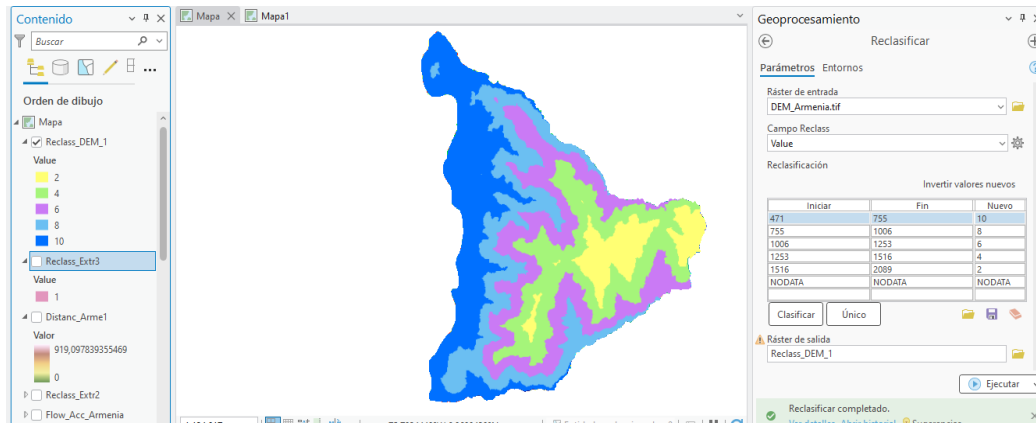 Contenido
Buscar
Orden de dibujo
Mapa
Reclass_DEM_1
Value
2
4
6
8
10
Reclass_Extr3
Value
1
Distanc_Arme1
Valor
919,097839355469
0
Reclass_Extr2
Flow_Acc_Armenia
Mapa Mapa1
Geoprocesamiento
Reclasificar
Parámetros Entornos
Ráster de entrada
DEM_Armenia.tif
Campo Reclass
Value
Reclasificación
Invertir valores nuevos
Iniciar Fin Nuevo
471 755 10
755 1006 8
1006 1253 6
1253 1516 4
1516 2089 2
NODATA NODATA NODATA
Clasificar Único
Ráster de salida
Reclass_DEM_1
Ejecutar
Reclasificar completado.